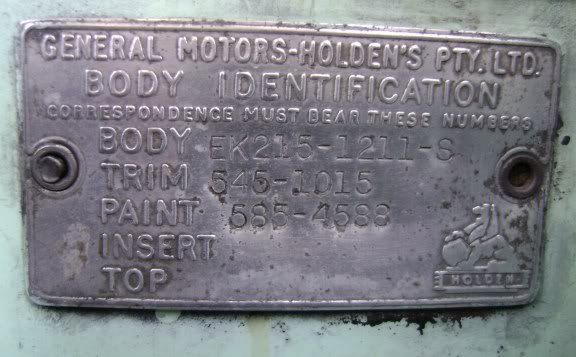 GENERAL MOTORS-HOLDEN'S PTY. LTD.
BODY IDENTIFICATION
CORRESPONDENCE MUST BEAR THESE NUMBERS
BODY EK215-1211-S
TRIM 545-1015
PAINT 585-4588
INSERT
TOP
HOLDEN